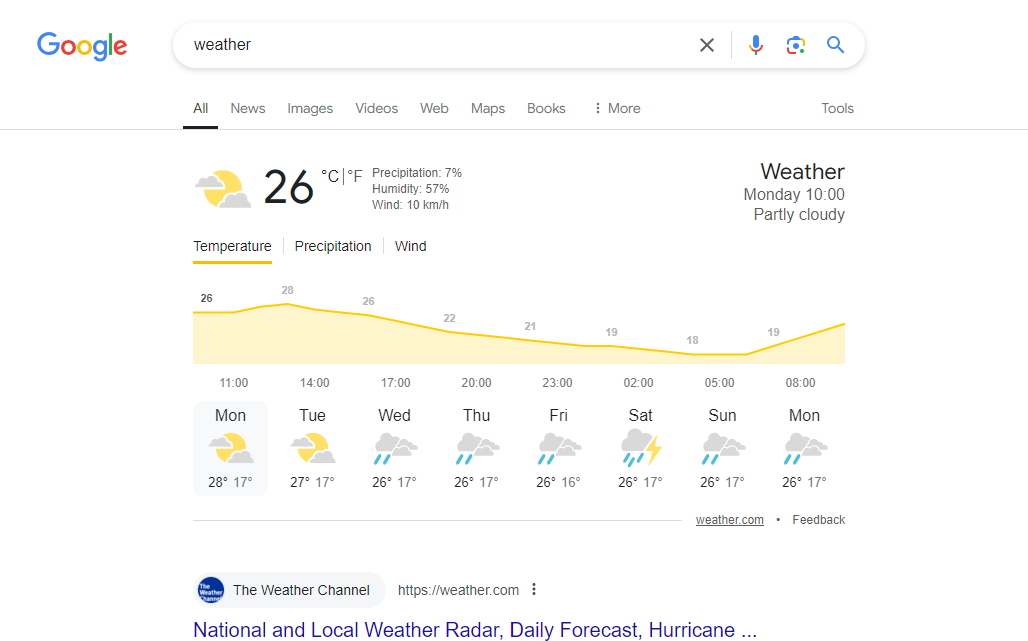 Google
weather
All News Images Videos Web Maps Books More Tools
26 °C | °F
Precipitation: 7%
Humidity: 57%
Wind: 10 km/h
Weather
Monday 10:00
Partly cloudy
Temperature Precipitation Wind
26 28 26 22 21 19 18 19
11:00 14:00 17:00 20:00 23:00 02:00 05:00 08:00
Mon Tue Wed Thu Fri Sat Sun Mon
28° 17° 27° 17° 26° 17° 26° 17° 26° 16° 26° 17° 26° 17° 26° 17°
weather.com • Feedback
The
Weather
Channel
The Weather Channel https://weather.com
National and Local Weather Radar, Daily Forecast, Hurricane ...